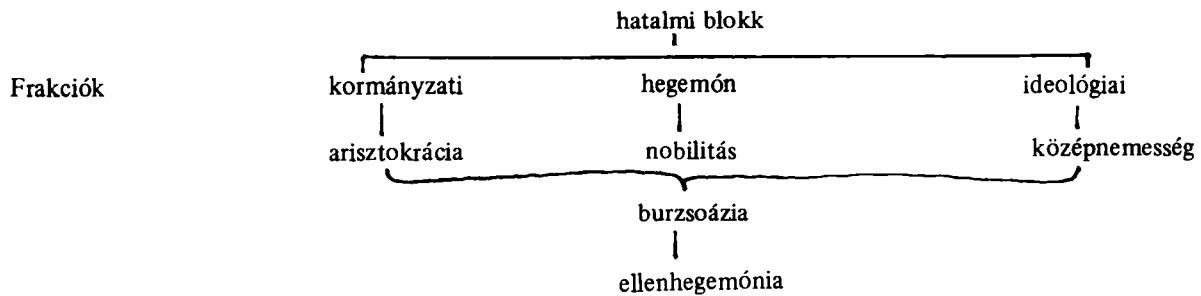 hatalmi blokk
Frakciók kormányzati hegemón ideológiai
arisztokrácia nobilitás középnemesség
burzsoázia
ellenhegemónia